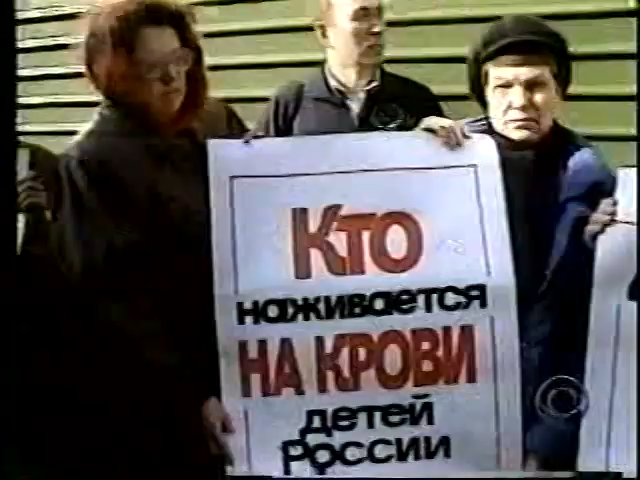 Кто
наживается
НА КРОВИ
детей
России